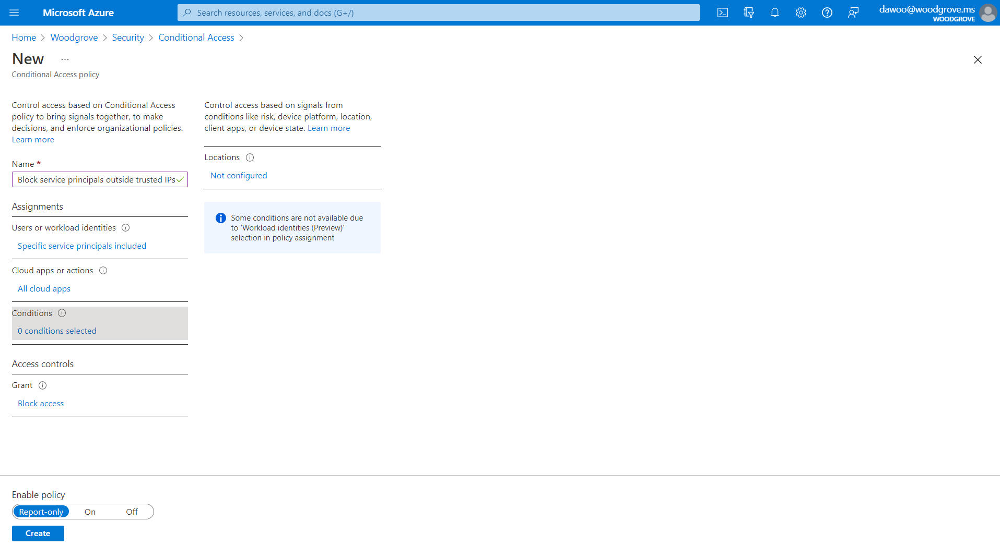 Microsoft Azure
Search resources, services, and docs (G+/)
dawoo@woodgrove.ms
WOODGROVE
Home > Woodgrove > Security > Conditional Access >
New ...
Conditional Access policy
Control access based on Conditional Access
policy to bring signals together, to make
decisions, and enforce organizational policies.
Learn more
Name *
Block service principals outside trusted IPs
Assignments
Users or workload identities
Specific service principals included
Cloud apps or actions
All cloud apps
Conditions
0 conditions selected
Access controls
Grant
Block access
Control access based on signals from
conditions like risk, device platform, location,
client apps, or device state. Learn more
Locations
Not configured
Some conditions are not available due
to 'Workload identities (Preview)'
selection in policy assignment
Enable policy
Report-only On Off
Create